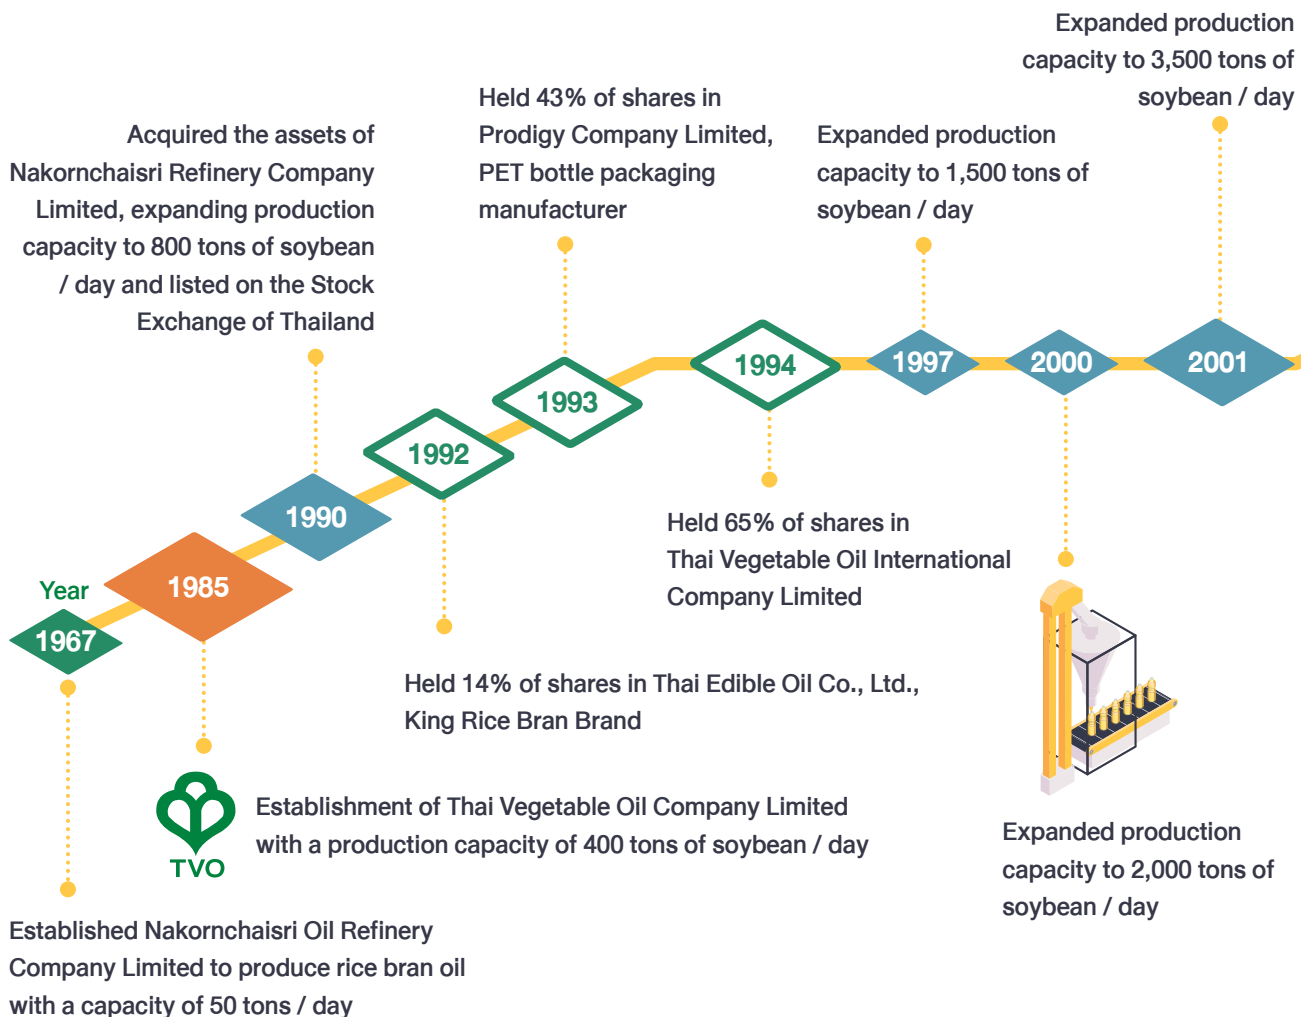 Year
1967
Established Nakornchaisri Oil Refinery
Company Limited to produce rice bran oil
with a capacity of 50 tons / day
1985
TVO
Establishment of Thai Vegetable Oil Company Limited
with a production capacity of 400 tons of soybean / day
Acquired the assets of
Nakornchaisri Refinery Company
Limited, expanding production
capacity to 800 tons of soybean
/ day and listed on the Stock
Exchange of Thailand
1990
1992
Held 14% of shares in Thai Edible Oil Co., Ltd.,
King Rice Bran Brand
Held 43% of shares in
Prodigy Company Limited,
PET bottle packaging
manufacturer
1993
1994
Held 65% of shares in
Thai Vegetable Oil International
Company Limited
Expanded production
capacity to 1,500 tons of
soybean / day
1997
2000
Expanded production
capacity to 2,000 tons of
soybean / day
Expanded production
capacity to 3,500 tons of
soybean / day
2001